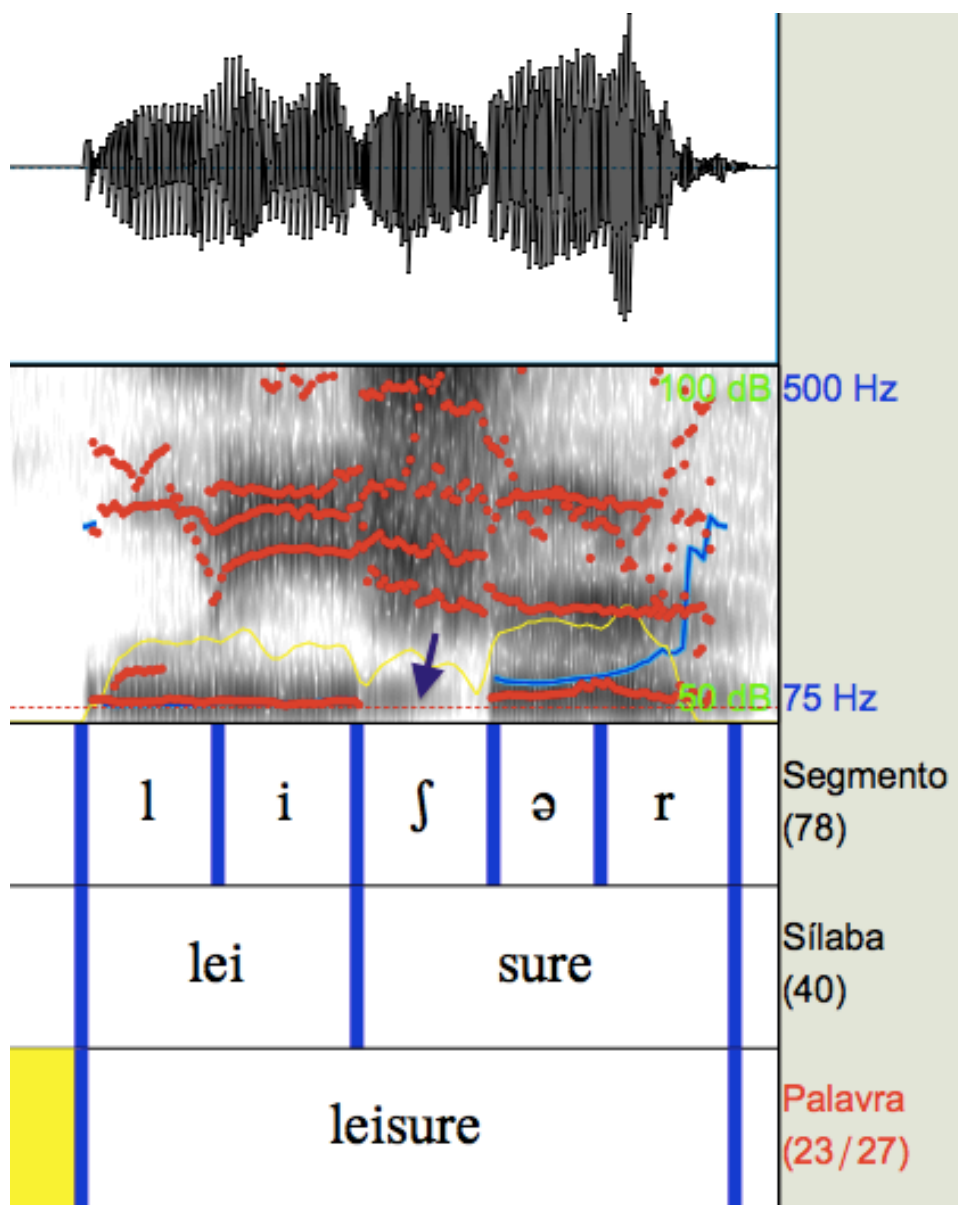 100 dB 500 Hz
50 dB 75 Hz
l i ʃ ə r Segmento
(78)
lei sure Sílaba
(40)
leisure Palavra
(23/27)